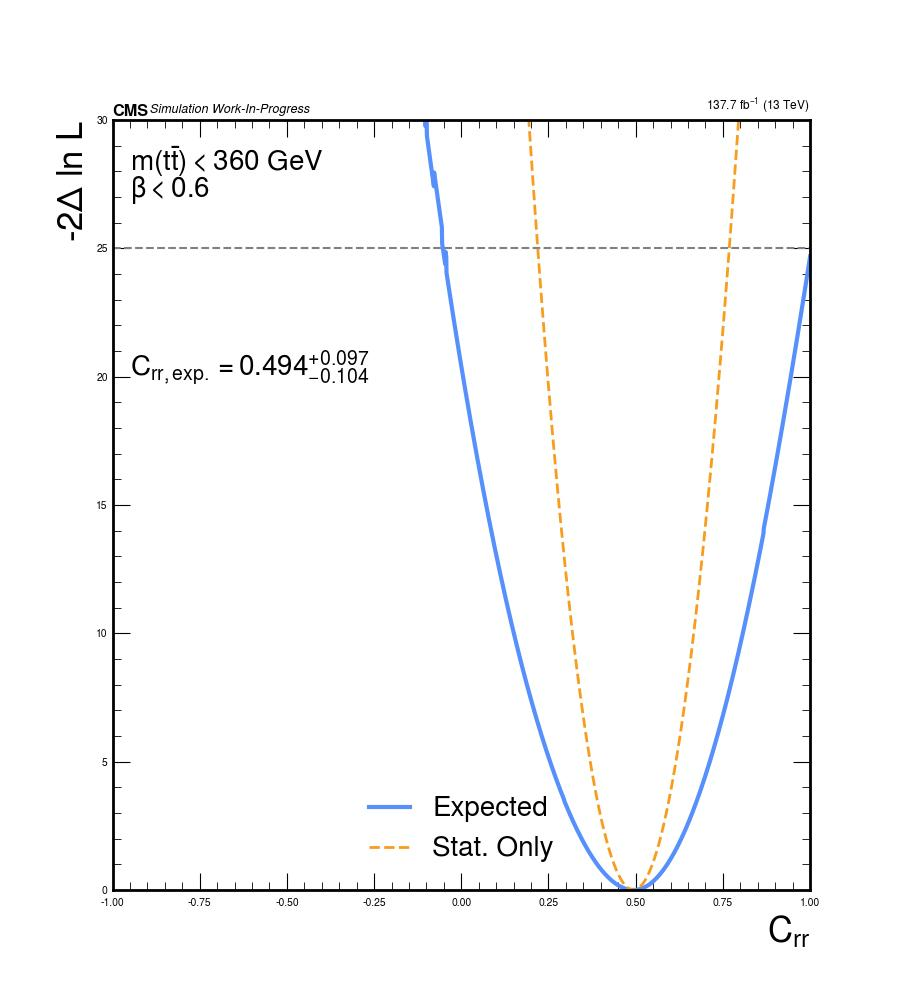 CMS Simulation Work-In-Progress
137.7 fb⁻¹ (13 TeV)
-2Δ ln L
m(tt̄) < 360 GeV
β < 0.6
C_rr, exp. = 0.494 +0.097 −0.104
30
25
20
15
10
5
0
Expected
Stat. Only
-1.00 -0.75 -0.50 -0.25 0.00 0.25 0.50 0.75 1.00
C_rr